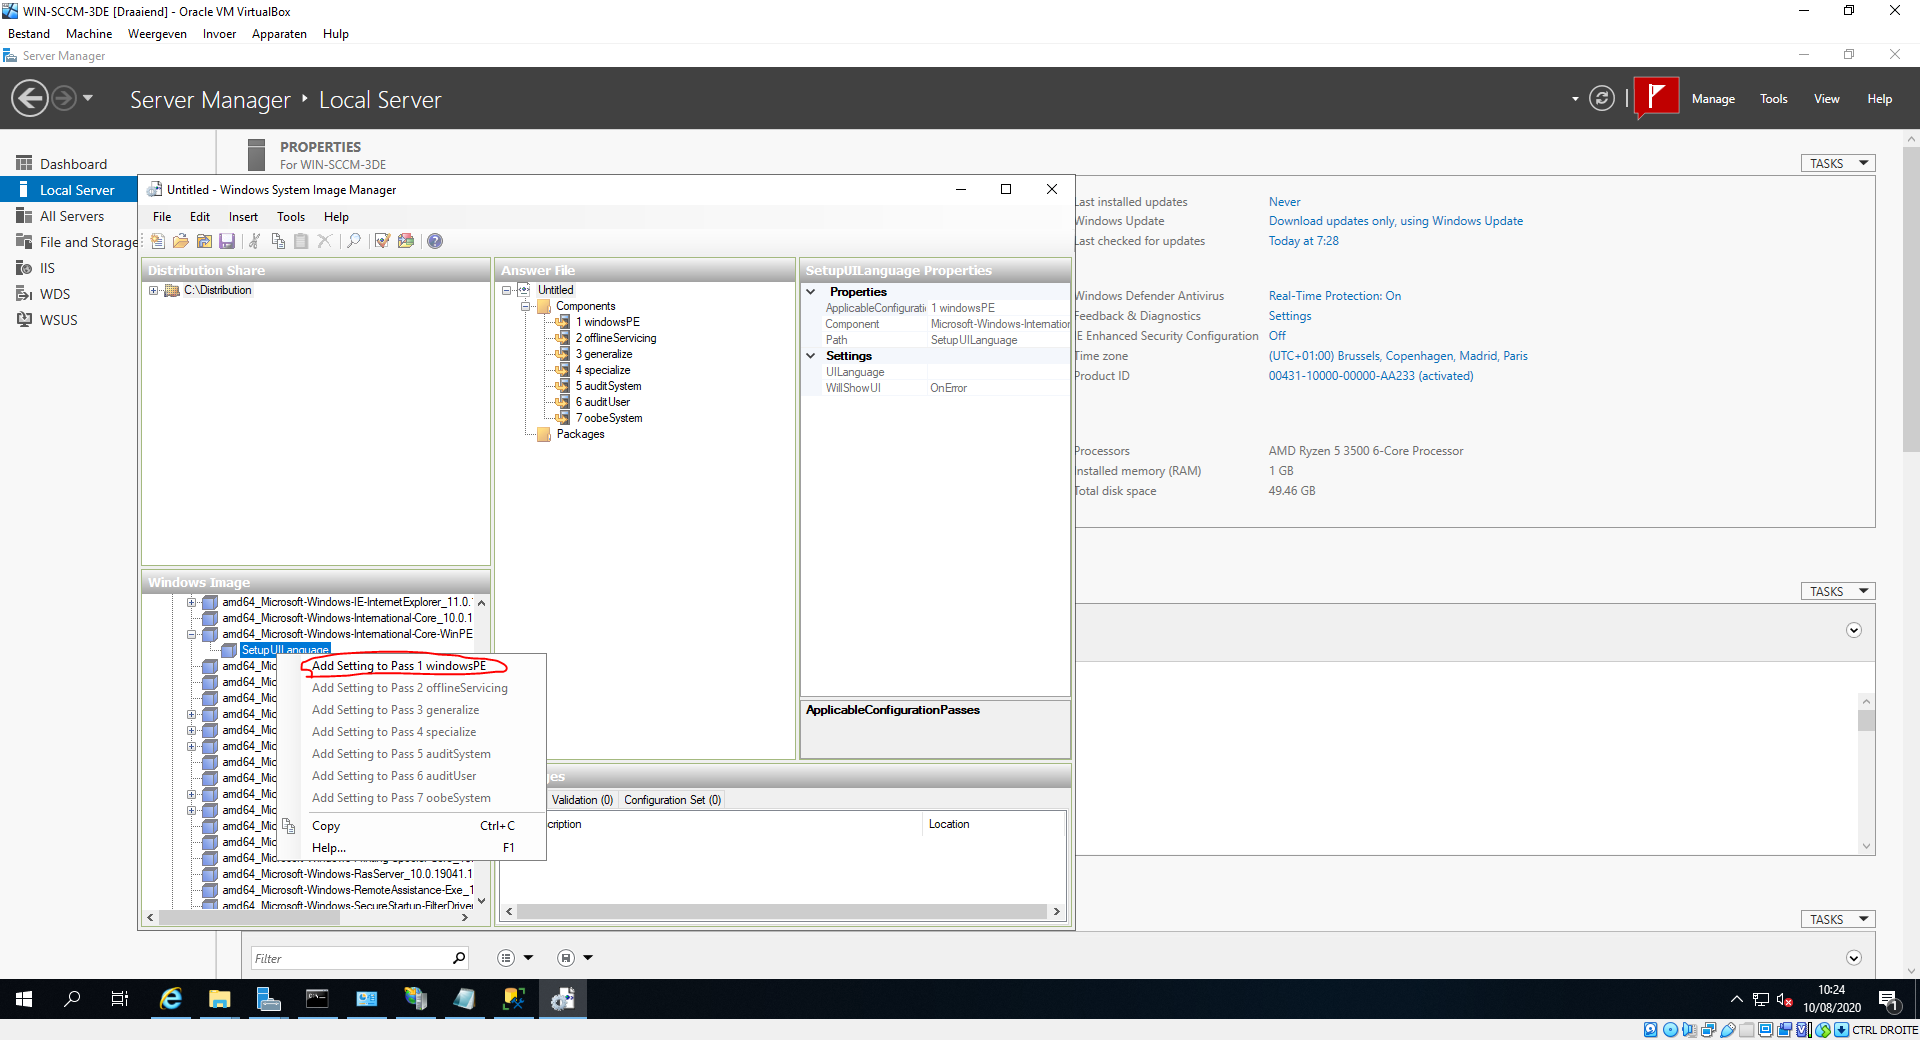 WIN-SCCM-3DE [Draaiend] - Oracle VM VirtualBox
Bestand Machine Weergeven Invoer Apparaten Hulp
Server Manager
Server Manager ‣ Local Server
Manage Tools View Help
Dashboard
Local Server
All Servers
File and Storage
IIS
WDS
WSUS
PROPERTIES
For WIN-SCCM-3DE
TASKS
Untitled - Windows System Image Manager
File Edit Insert Tools Help
Distribution Share
C:\Distribution
Answer File
Untitled
Components
1 windowsPE
2 offlineServicing
3 generalize
4 specialize
5 auditSystem
6 auditUser
7 oobeSystem
Packages
SetupUILanguage Properties
Properties
ApplicableConfigurati 1 windowsPE
Component Microsoft-Windows-Internation
Path SetupUILanguage
Settings
UILanguage
WillShowUI OnError
ApplicableConfigurationPasses
Windows Image
amd64_Microsoft-Windows-IE-InternetExplorer_11.0.
amd64_Microsoft-Windows-International-Core_10.0.1
amd64_Microsoft-Windows-International-Core-WinPE
SetupUILanguage
amd64_Mic
amd64_Mic
amd64_Mic
amd64_Mic
amd64_Mic
amd64_Mic
amd64_Mic
amd64_Mic
amd64_Mic
amd64_Mic
amd64_Mic
amd64_Mic
amd64_Microsoft-Windows-Printing-Spooler-Core_10.
amd64_Microsoft-Windows-RasServer_10.0.19041.1
amd64_Microsoft-Windows-RemoteAssistance-Exe_1
amd64_Microsoft-Windows-SecureStartup-FilterDriver
Add Setting to Pass 1 windowsPE
Add Setting to Pass 2 offlineServicing
Add Setting to Pass 3 generalize
Add Setting to Pass 4 specialize
Add Setting to Pass 5 auditSystem
Add Setting to Pass 6 auditUser
Add Setting to Pass 7 oobeSystem
Copy Ctrl+C
Help... F1
ges
Validation (0) Configuration Set (0)
cription Location
Last installed updates Never
Windows Update Download updates only, using Windows Update
Last checked for updates Today at 7:28
Windows Defender Antivirus Real-Time Protection: On
Feedback & Diagnostics Settings
IE Enhanced Security Configuration Off
Time zone (UTC+01:00) Brussels, Copenhagen, Madrid, Paris
Product ID 00431-10000-00000-AA233 (activated)
Processors AMD Ryzen 5 3500 6-Core Processor
Installed memory (RAM) 1 GB
Total disk space 49.46 GB
TASKS
TASKS
Filter
10:24
10/08/2020
1
CTRL DROITE